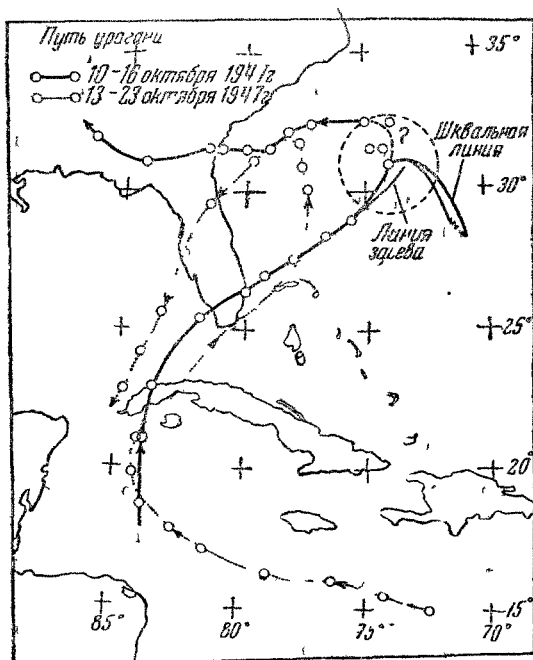 Путь урагана
10-16 октября 1947г
13-23 октября 1947г
35°
?
Шквальная
линия
30°
Линия
засева
25°
20°
85°
80°
75°
70°
15°